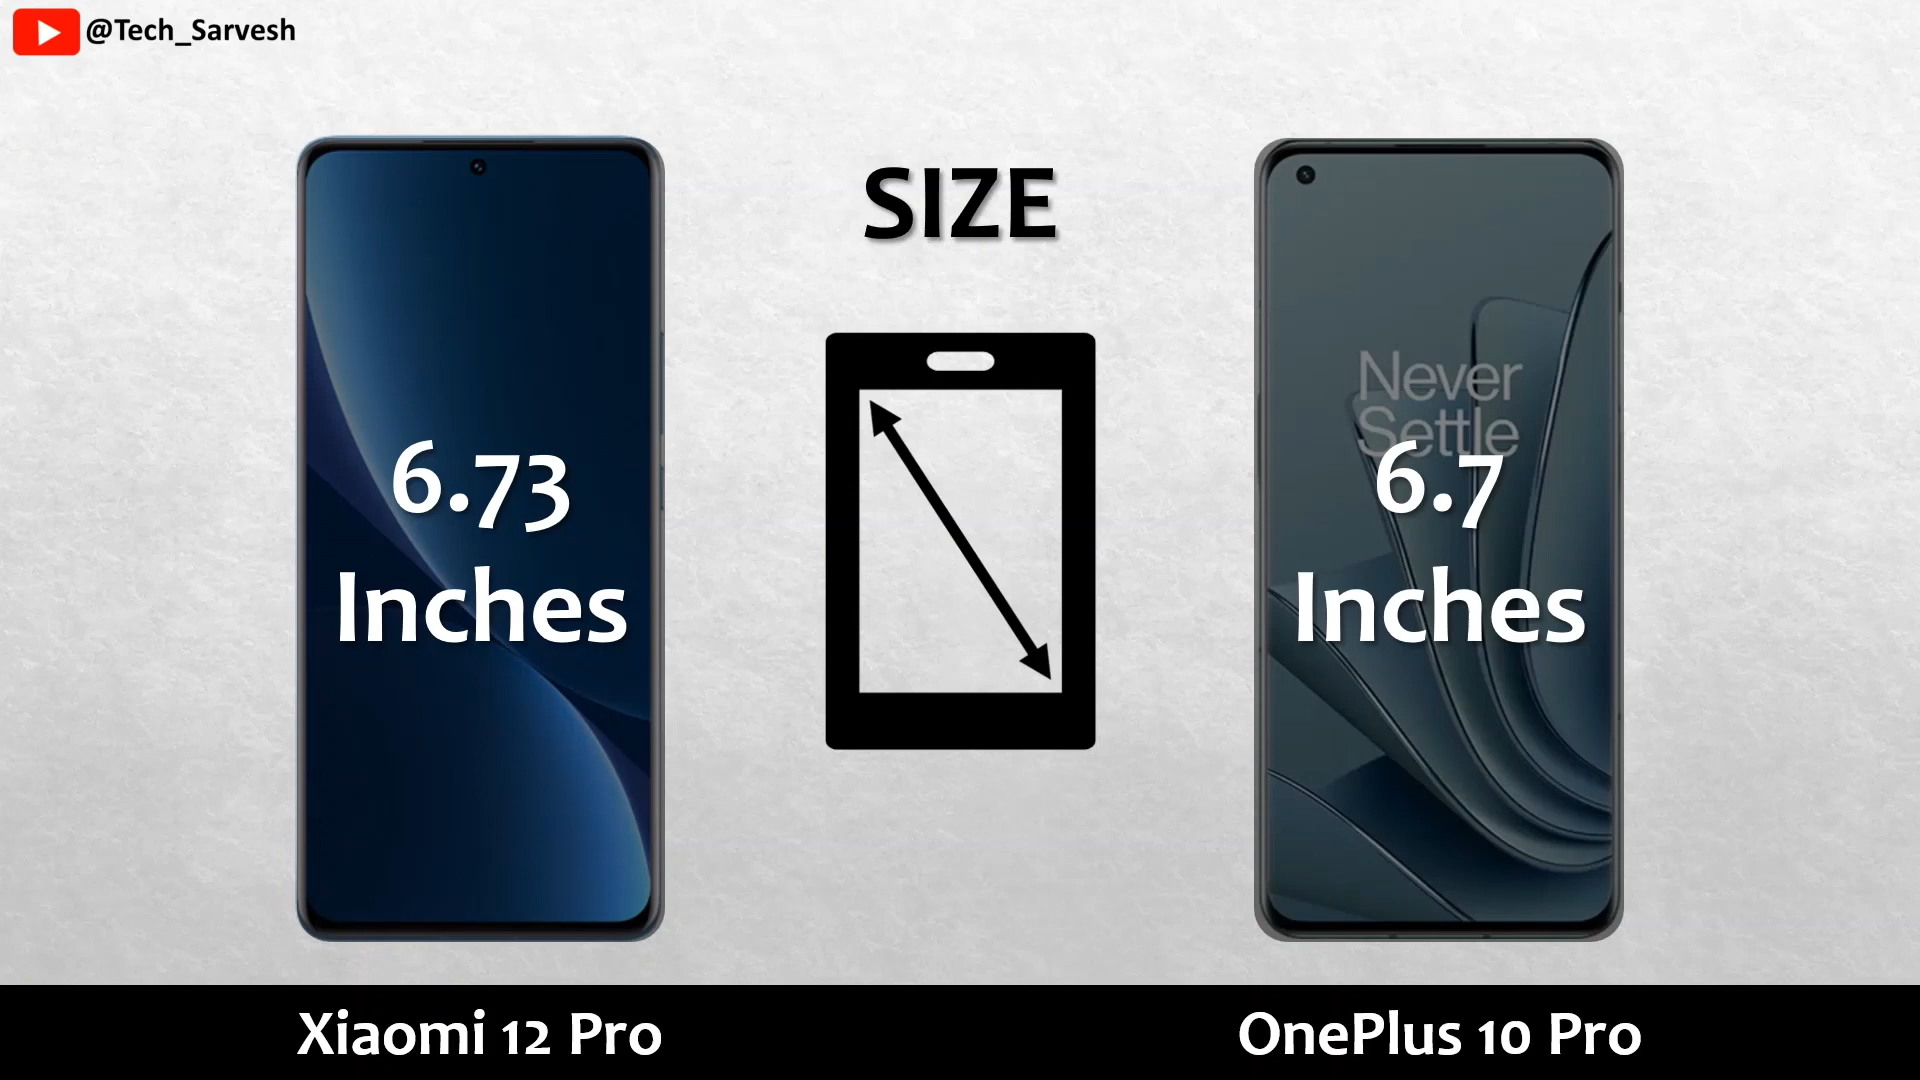 @Tech_Sarvesh
SIZE
Never
Settle
6.73
Inches
6.7
Inches
Xiaomi 12 Pro
OnePlus 10 Pro